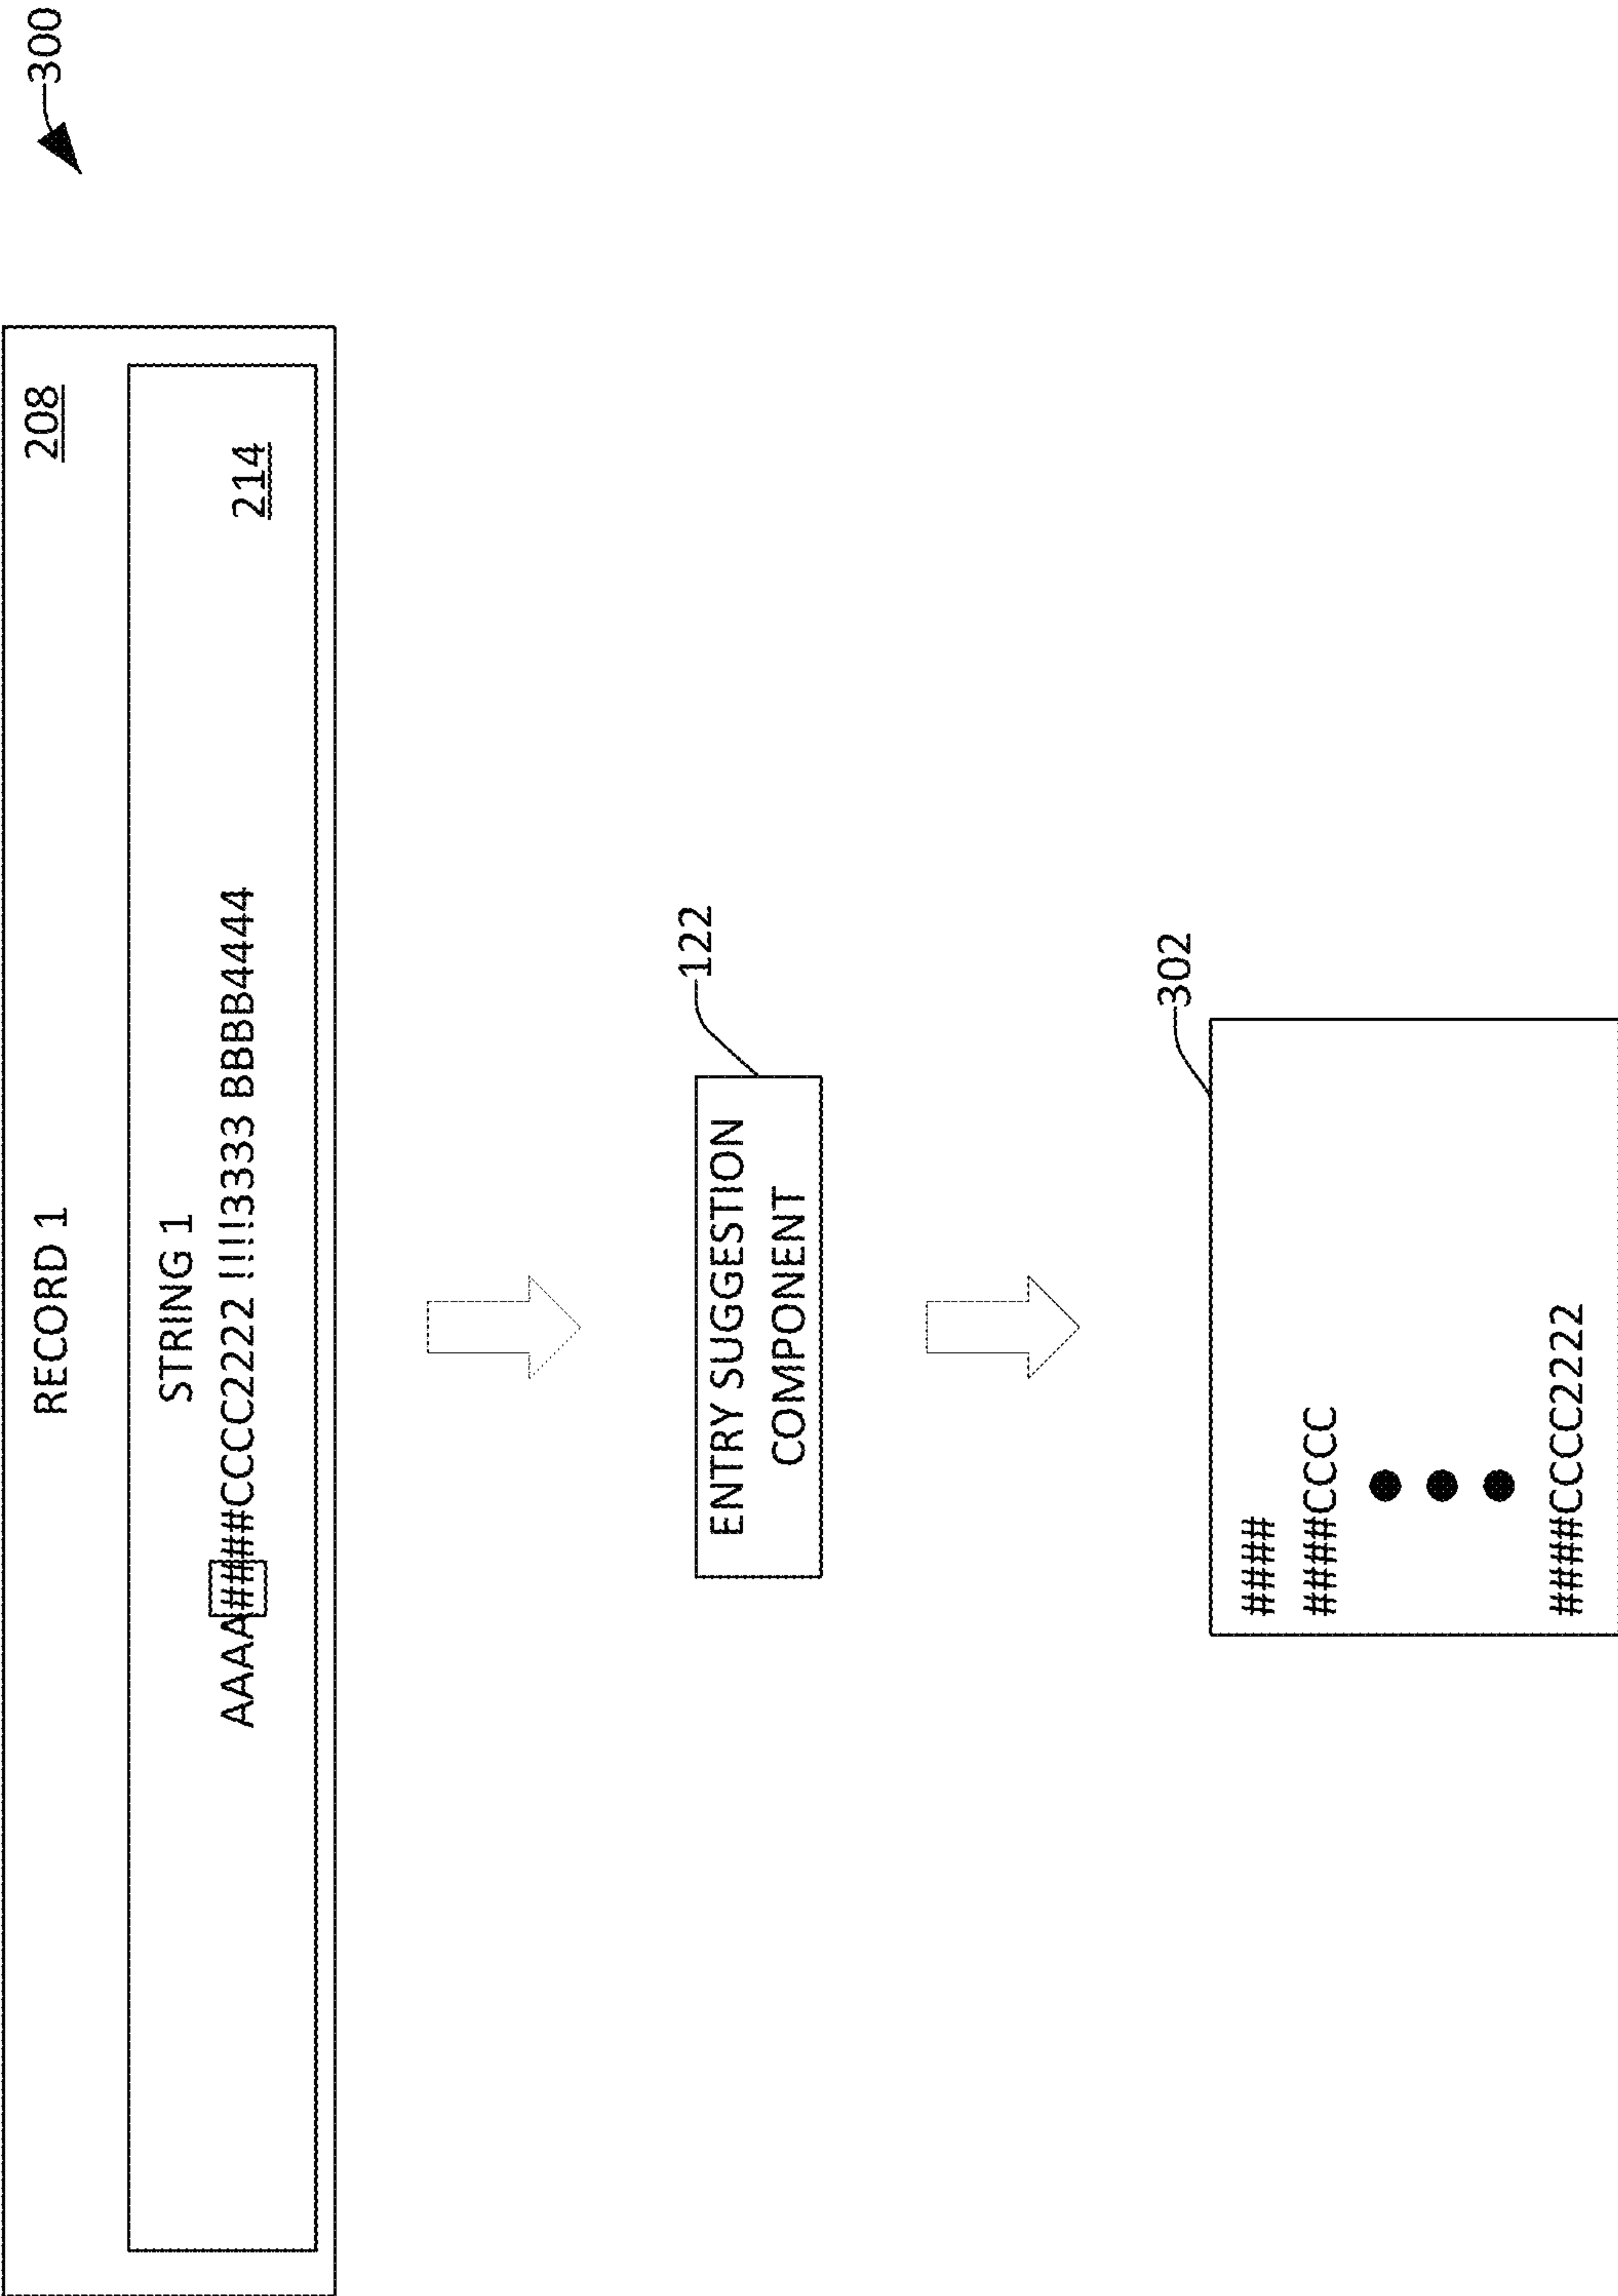 300
RECORD 1
208
STRING 1
AAAA####CCCC2222 !!!!3333 BBBB4444
214
ENTRY SUGGESTION
COMPONENT
122
302
####
####CCCC
####CCCC2222